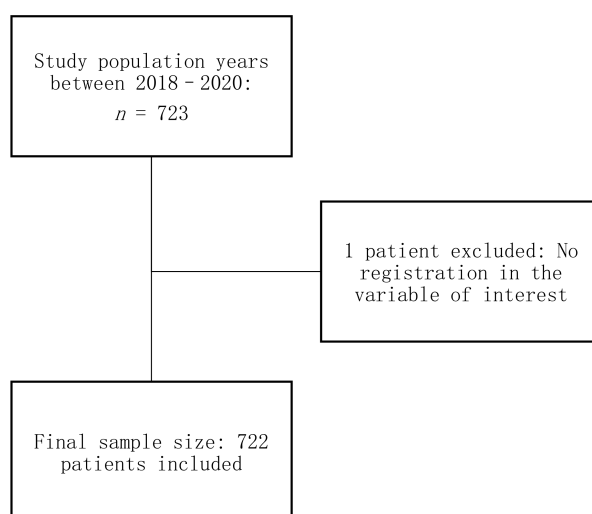 Study population years
between 2018 – 2020:
n = 723
1 patient excluded: No
registration in the
variable of interest
Final sample size: 722
patients included